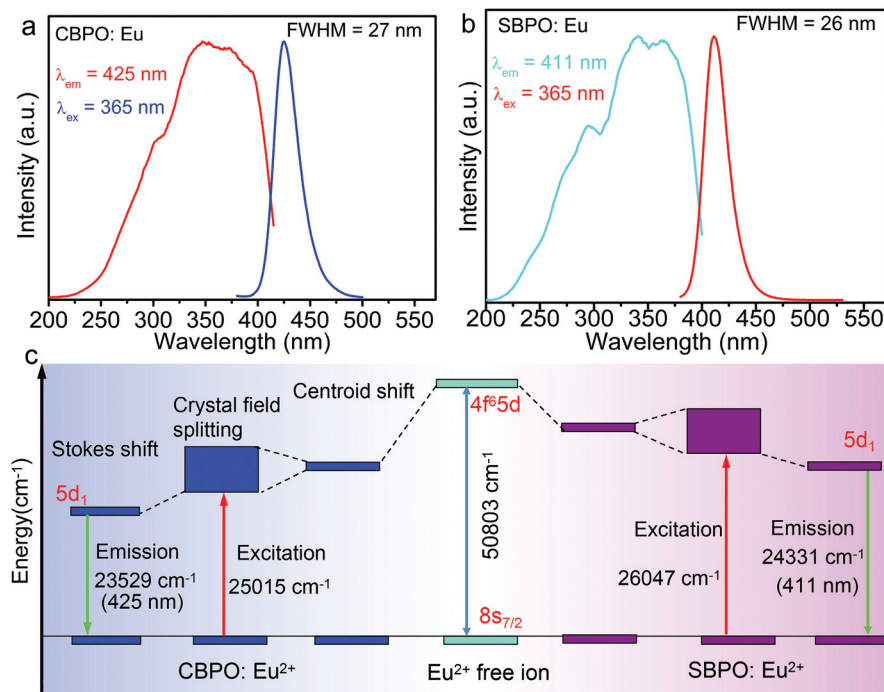 a
CBPO: Eu
FWHM = 27 nm
λem = 425 nm
λex = 365 nm
Intensity (a.u.)
200 250 300 350 400 450 500 550
Wavelength (nm)
b
SBPO: Eu
FWHM = 26 nm
λem = 411 nm
λex = 365 nm
Intensity (a.u.)
200 250 300 350 400 450 500 550
Wavelength (nm)
c
Energy(cm⁻¹)
Stokes shift
Crystal field
splitting
Centroid shift
4f⁶5d
5d₁
5d₁
Emission
23529 cm⁻¹
(425 nm)
Excitation
25015 cm⁻¹
50803 cm⁻¹
8s₇/₂
Excitation
26047 cm⁻¹
Emission
24331 cm⁻¹
(411 nm)
CBPO: Eu²⁺
Eu²⁺ free ion
SBPO: Eu²⁺